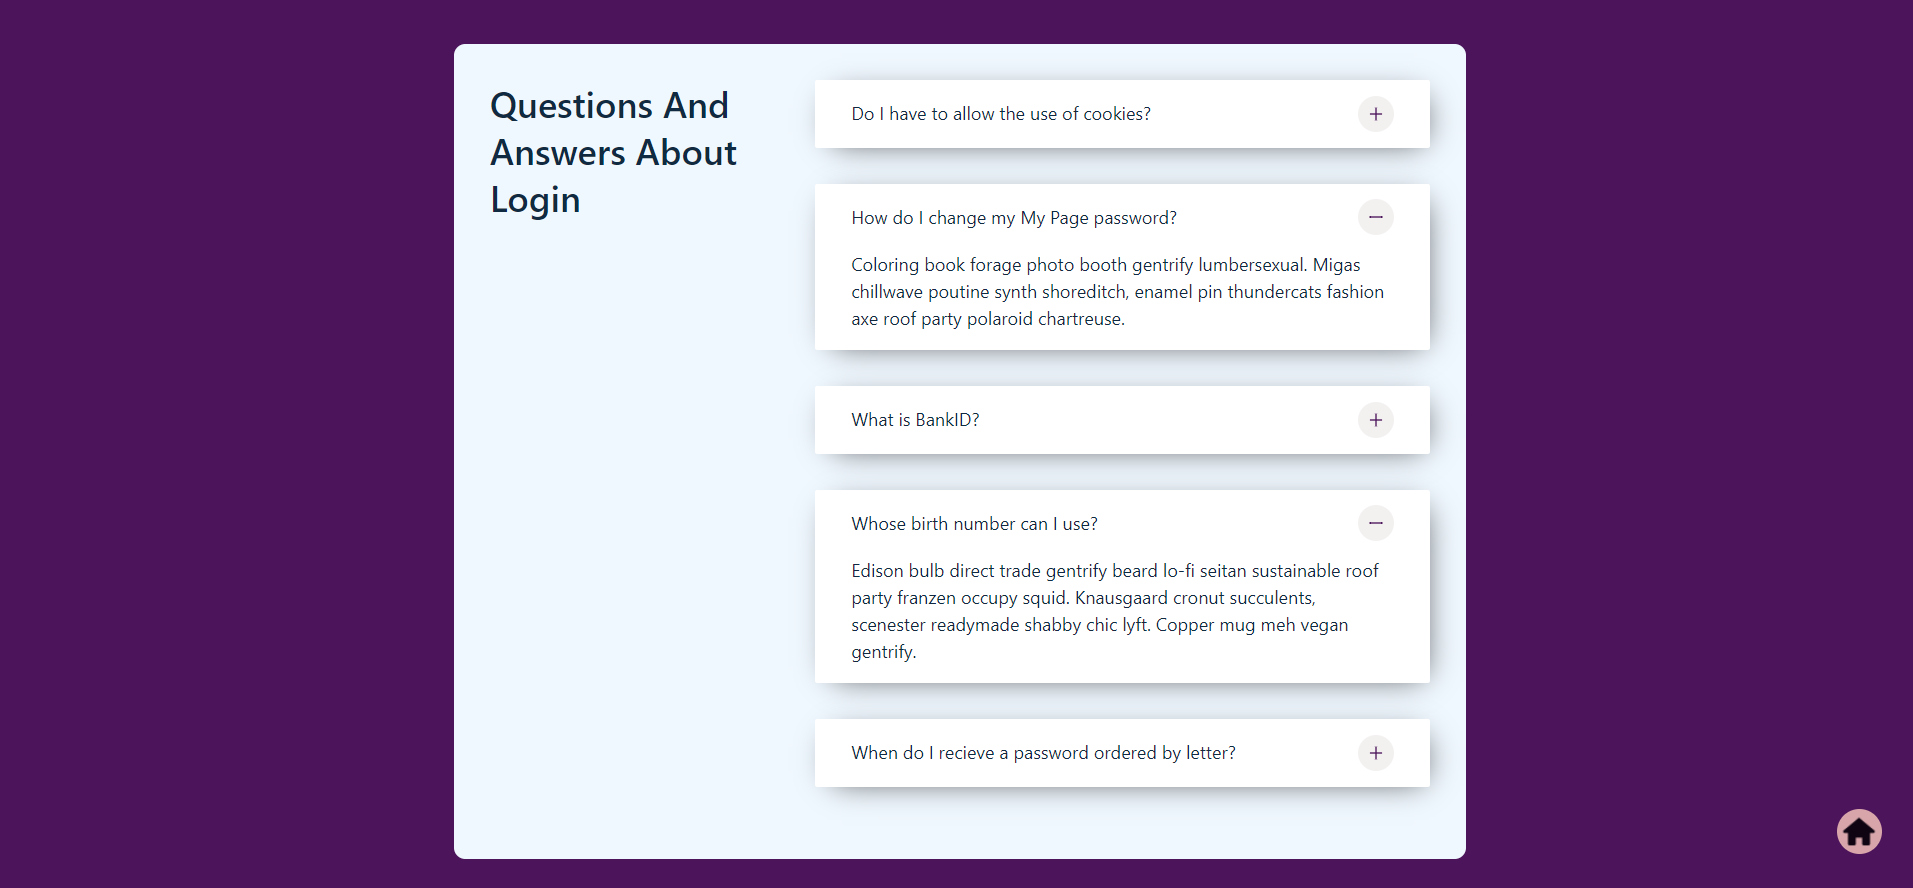 Questions And
Answers About
Login
Do I have to allow the use of cookies?
How do I change my My Page password?
Coloring book forage photo booth gentrify lumbersexual. Migas
chillwave poutine synth shoreditch, enamel pin thundercats fashion
axe roof party polaroid chartreuse.
What is BankID?
Whose birth number can I use?
Edison bulb direct trade gentrify beard lo-fi seitan sustainable roof
party franzen occupy squid. Knausgaard cronut succulents,
scenester readymade shabby chic lyft. Copper mug meh vegan
gentrify.
When do I recieve a password ordered by letter?